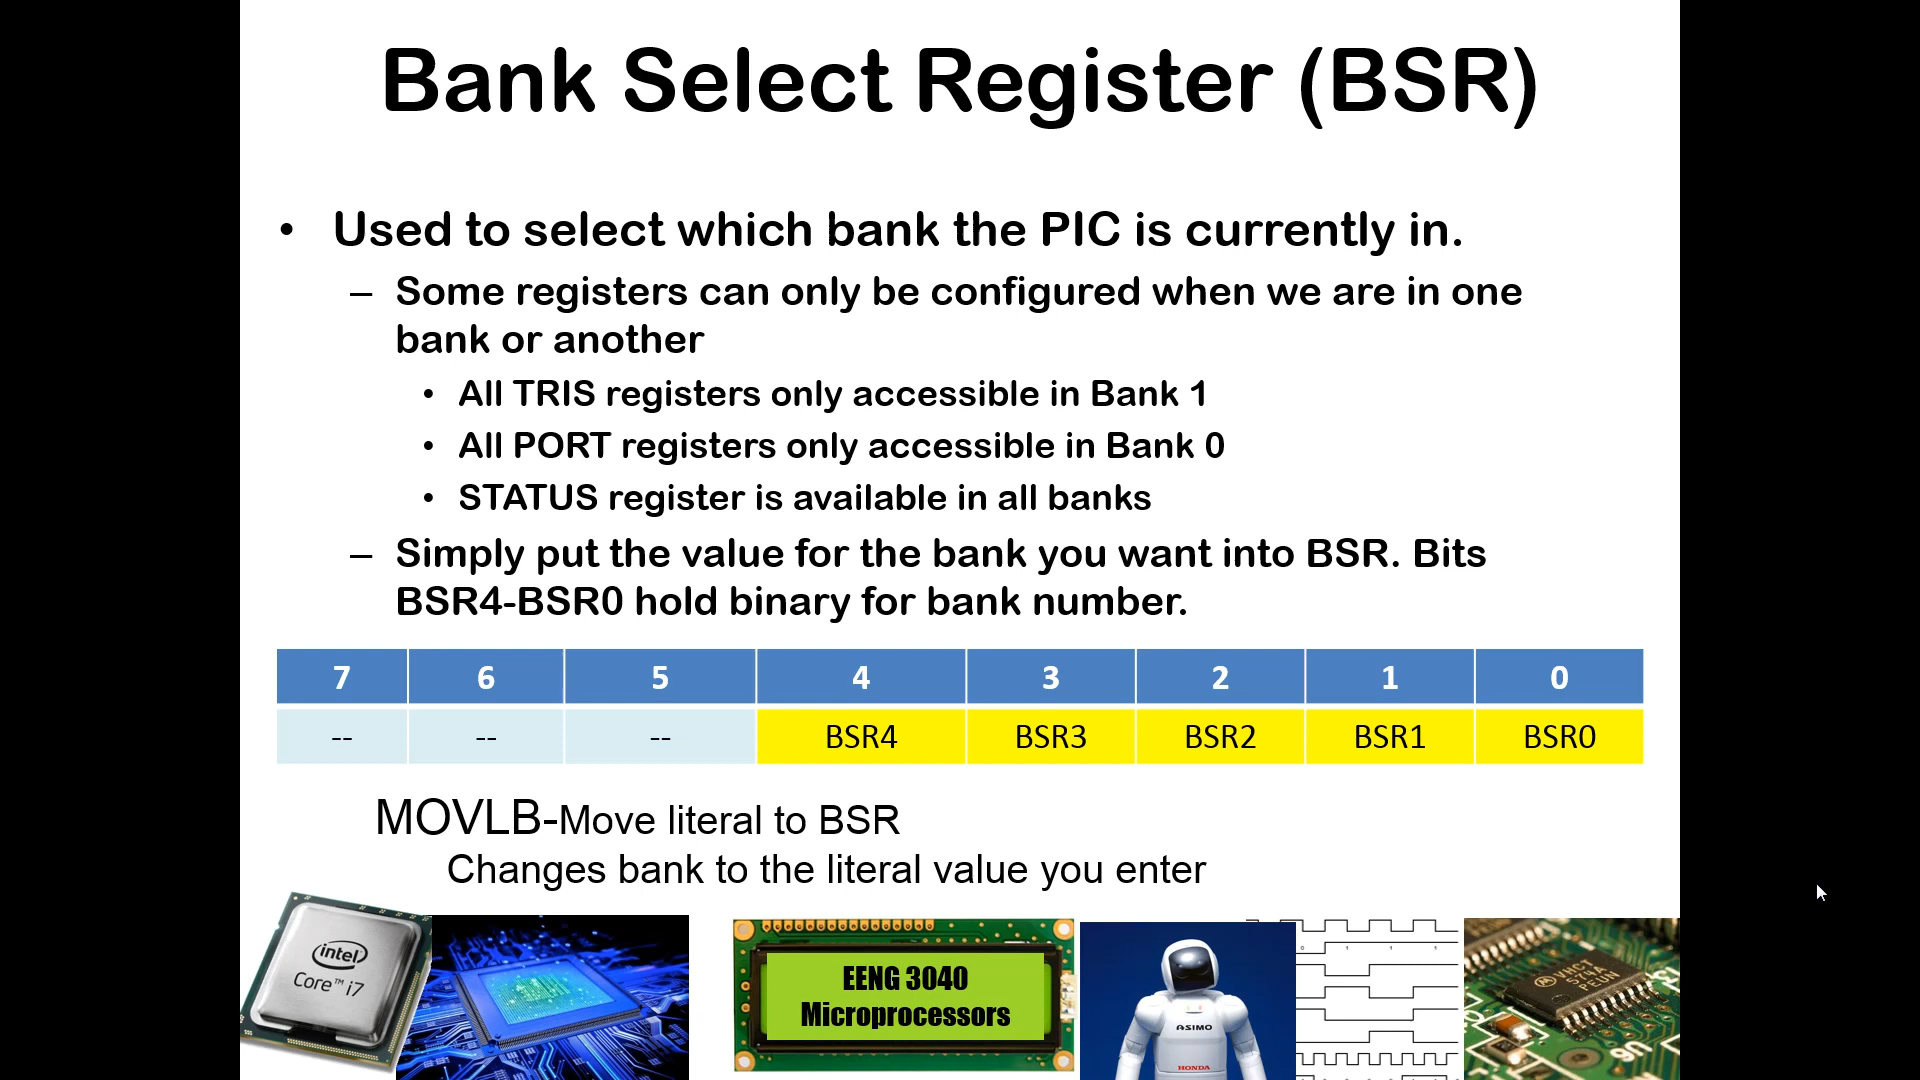 Bank Select Register (BSR)
• Used to select which bank the PIC is currently in.
– Some registers can only be configured when we are in one
bank or another
• All TRIS registers only accessible in Bank 1
• All PORT registers only accessible in Bank 0
• STATUS register is available in all banks
– Simply put the value for the bank you want into BSR. Bits
BSR4-BSR0 hold binary for bank number.
7 6 5 4 3 2 1 0
-- -- -- BSR4 BSR3 BSR2 BSR1 BSR0
MOVLB-Move literal to BSR
Changes bank to the literal value you enter
intel
Core™ i7
EENG 3040
Microprocessors
ASIMO
HONDA
VHCT